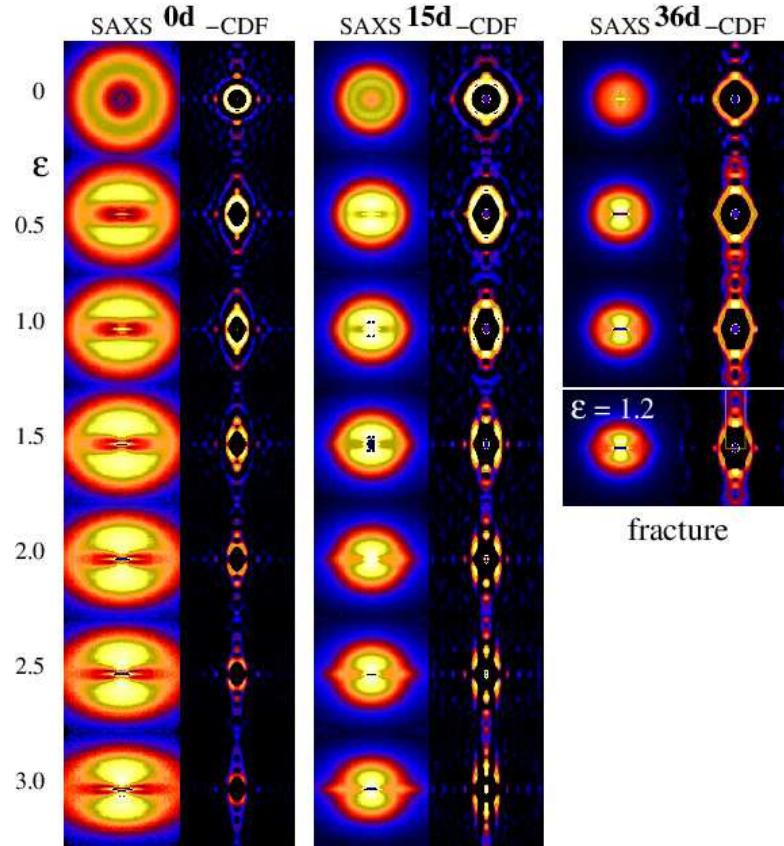 SAXS 0d –CDF
SAXS 15d –CDF
SAXS 36d –CDF
0
ε
0.5
1.0
1.5
ε = 1.2
fracture
2.0
2.5
3.0